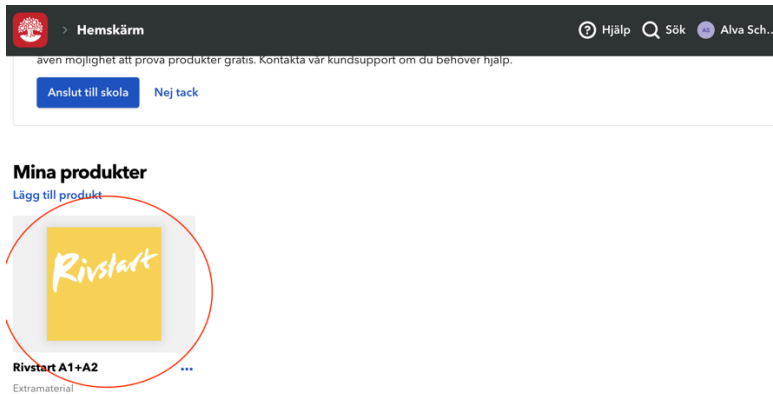 > Hemskärm
? Hjälp Sök AS Alva Sch...
även möjlighet att prova produkter gratis. Kontakta vår kundsupport om du behöver hjälp.
Anslut till skola Nej tack
Mina produkter
Lägg till produkt
Rivstart
Rivstart A1+A2 ...
Extramaterial